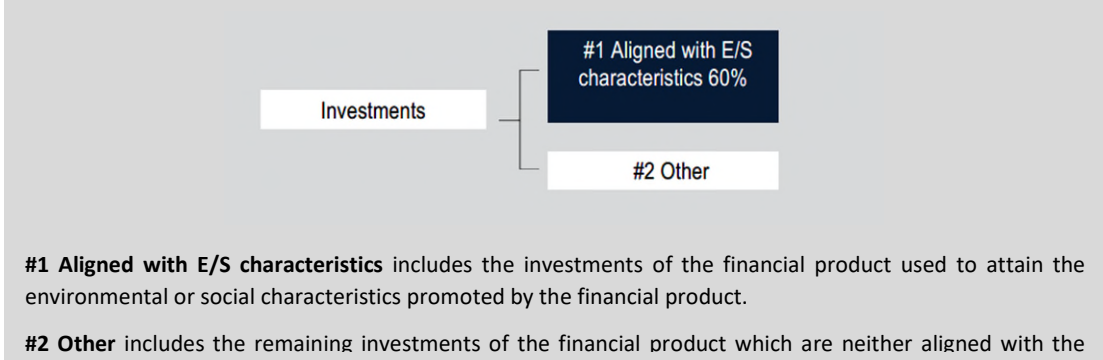 #1 Aligned with E/S
characteristics 60%
Investments
#2 Other
#1 Aligned with E/S characteristics includes the investments of the financial product used to attain the
environmental or social characteristics promoted by the financial product.
#2 Other includes the remaining investments of the financial product which are neither aligned with the